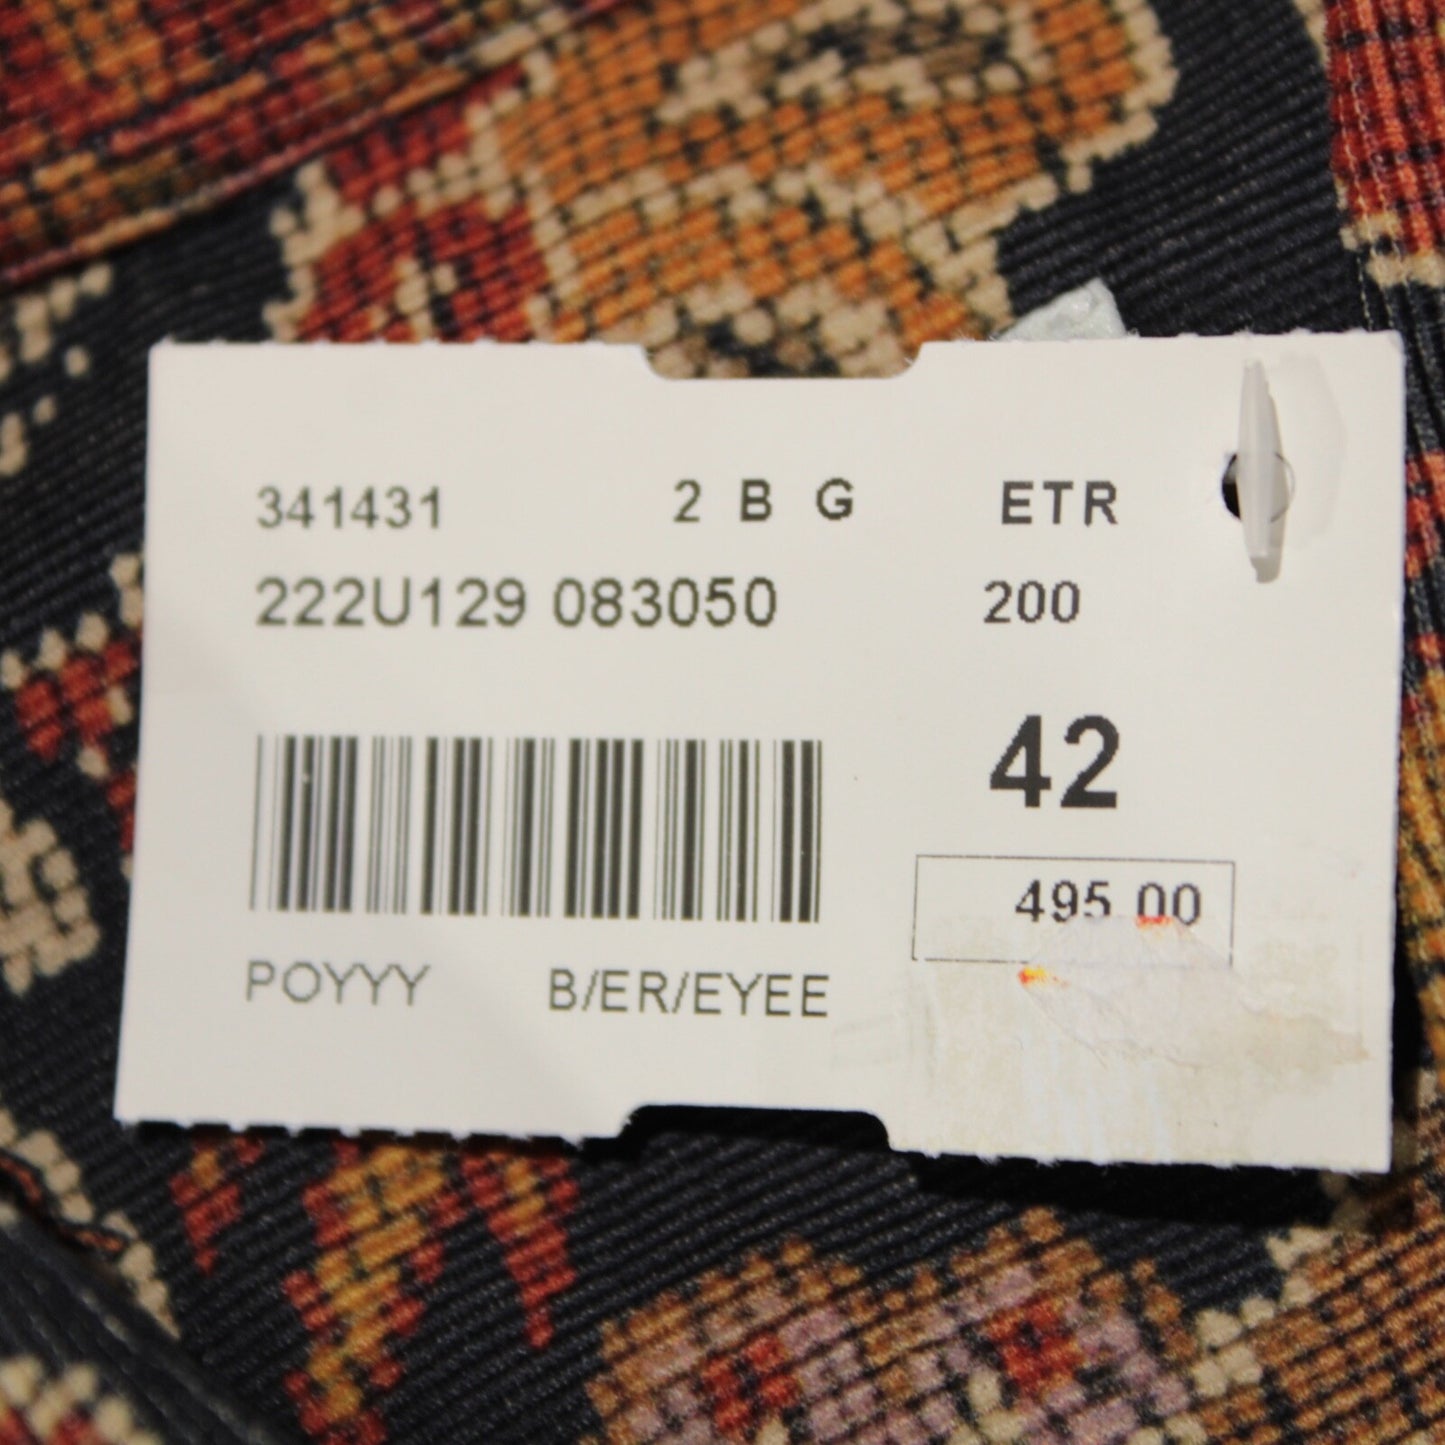 341431 2 B G ETR
222U129 083050 200
42
495.00
POYYY B/ER/EYEE